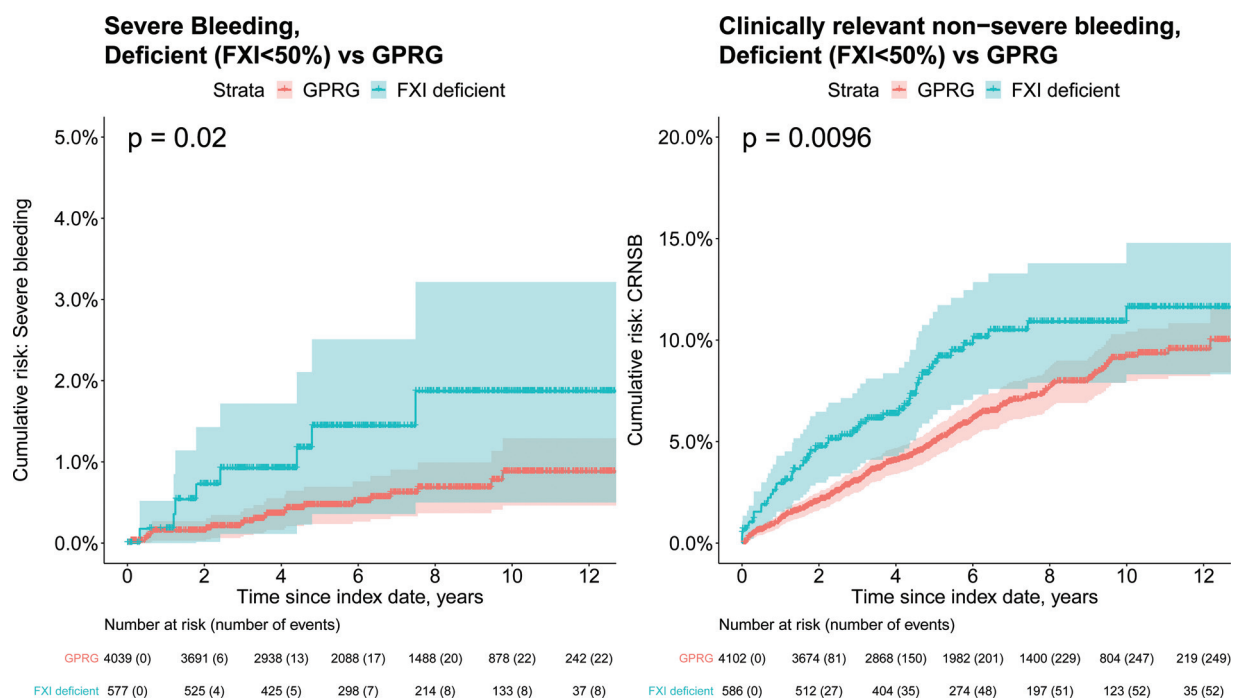 Severe Bleeding,
Deficient (FXI<50%) vs GPRG
Strata GPRG FXI deficient
p = 0.02
Cumulative risk: Severe bleeding
5.0%
4.0%
3.0%
2.0%
1.0%
0.0%
0 2 4 6 8 10 12
Time since index date, years
Number at risk (number of events)
GPRG 4039 (0) 3691 (6) 2938 (13) 2088 (17) 1488 (20) 878 (22) 242 (22)
FXI deficient 577 (0) 525 (4) 425 (5) 298 (7) 214 (8) 133 (8) 37 (8)
Clinically relevant non−severe bleeding,
Deficient (FXI<50%) vs GPRG
Strata GPRG FXI deficient
p = 0.0096
Cumulative risk: CRNSB
20.0%
15.0%
10.0%
5.0%
0.0%
0 2 4 6 8 10 12
Time since index date, years
Number at risk (number of events)
GPRG 4102 (0) 3674 (81) 2868 (150) 1982 (201) 1400 (229) 804 (247) 219 (249)
FXI deficient 586 (0) 512 (27) 404 (35) 274 (48) 197 (51) 123 (52) 35 (52)